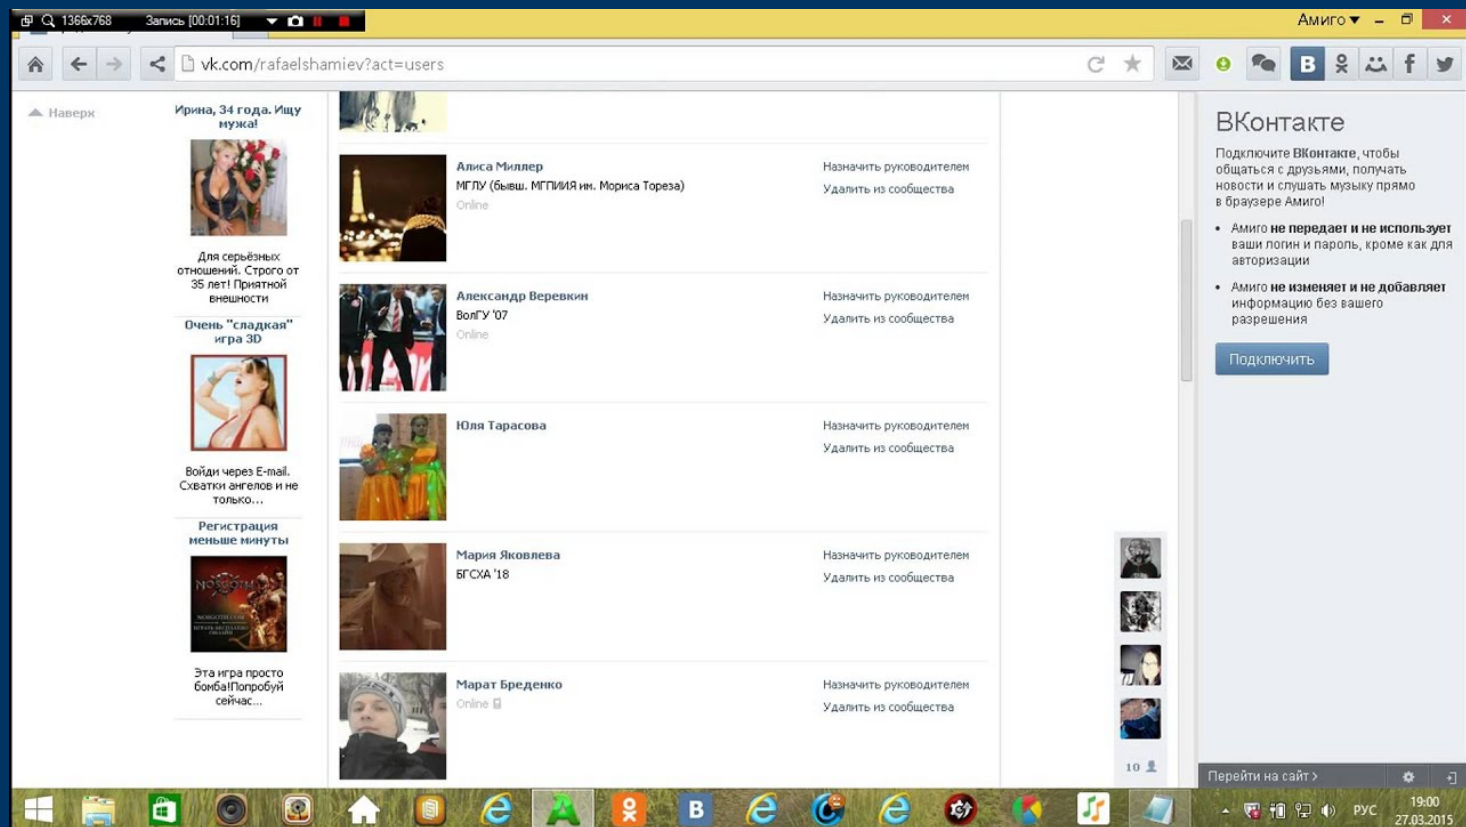 1366x768 Запись [00:01:16]
Амиго
vk.com/rafaelshamiev?act=users
Наверх
Ирина, 34 года. Ищу
мужа!
Для серьёзных
отношений. Строго от
35 лет! Приятной
внешности
Очень "сладкая"
игра 3D
Войди через E-mail.
Схватки ангелов и не
только...
Регистрация
меньше минуты
NOSGOTH
Эта игра просто
бомба!Попробуй
сейчас...
Алиса Миллер
МГЛУ (бывш. МГПИИЯ им. Мориса Тореза)
Online
Назначить руководителем
Удалить из сообщества
Александр Веревкин
ВолГУ '07
Online
Назначить руководителем
Удалить из сообщества
Юля Тарасова
Назначить руководителем
Удалить из сообщества
Мария Яковлева
БГСХА '18
Назначить руководителем
Удалить из сообщества
Марат Бреденко
Online
Назначить руководителем
Удалить из сообщества
10
ВКонтакте
Подключите ВКонтакте, чтобы
общаться с друзьями, получать
новости и слушать музыку прямо
в браузере Амиго!
• Амиго не передает и не использует
ваши логин и пароль, кроме как для
авторизации
• Амиго не изменяет и не добавляет
информацию без вашего
разрешения
Подключить
Перейти на сайт >
РУС
19:00
27.03.2015